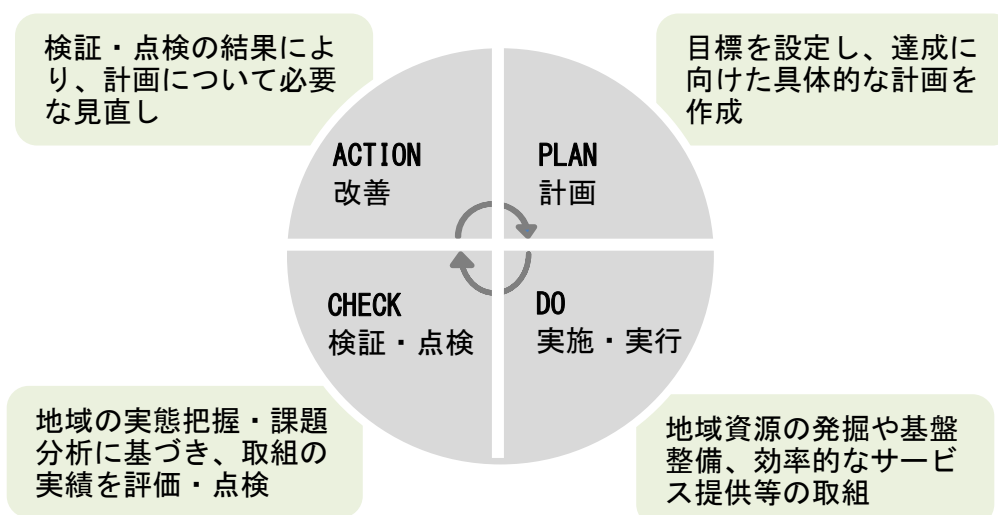 検証・点検の結果によ
り、計画について必要
な見直し
目標を設定し、達成に
向けた具体的な計画を
作成
ACTION
改善
PLAN
計画
CHECK
検証・点検
DO
実施・実行
地域の実態把握・課題
分析に基づき、取組の
実績を評価・点検
地域資源の発掘や基盤
整備、効率的なサービ
ス提供等の取組